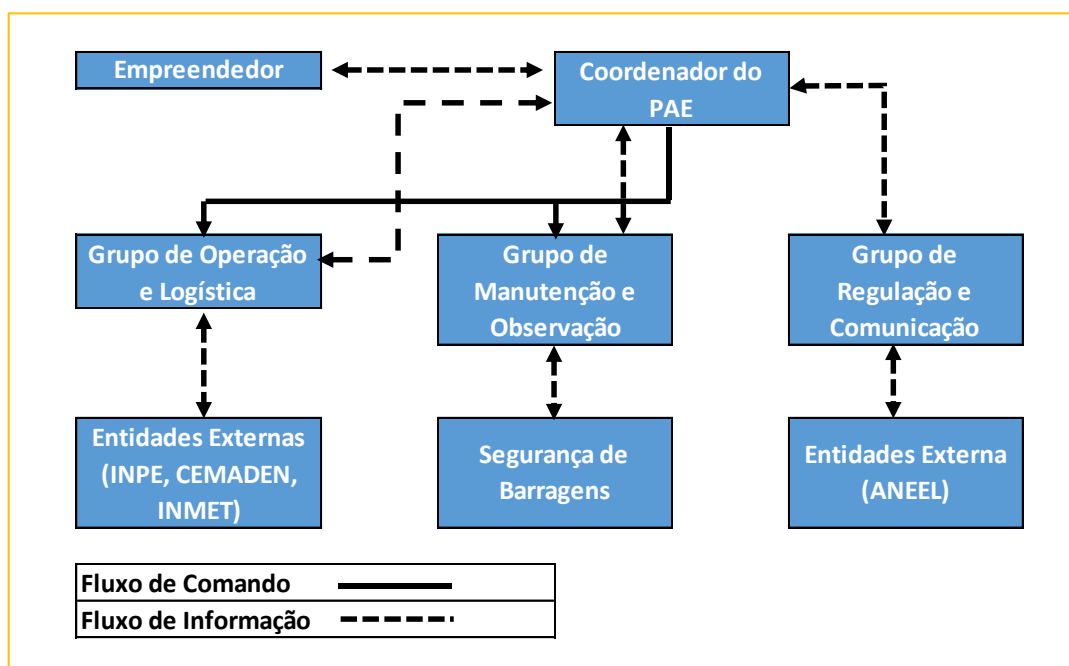 Empreendedor
Coordenador do
PAE
Grupo de Operação
e Logística
Grupo de
Manutenção e
Observação
Grupo de
Regulação e
Comunicação
Entidades Externas
(INPE, CEMADEN,
INMET)
Segurança de
Barragens
Entidades Externa
(ANEEL)
Fluxo de Comando
Fluxo de Informação